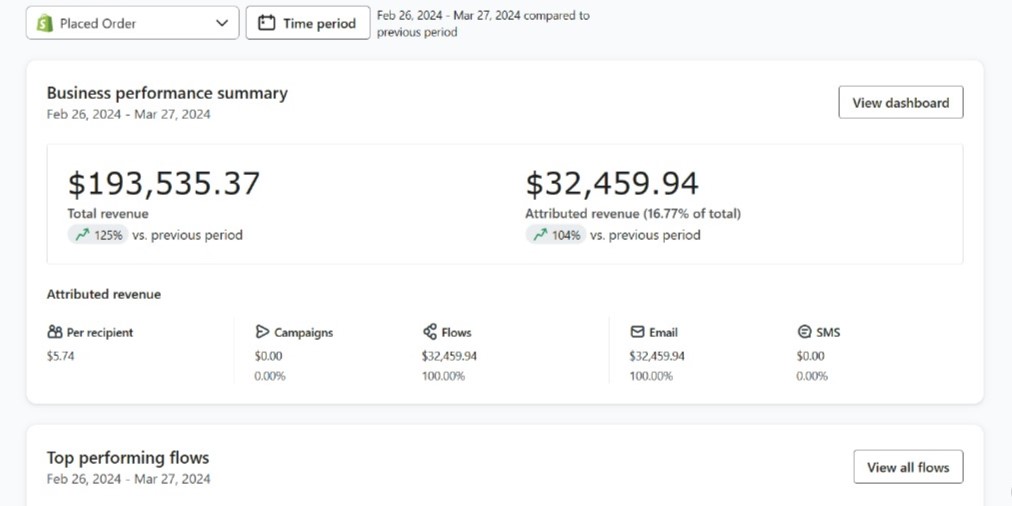 Placed Order
Time period
Feb 26, 2024 - Mar 27, 2024 compared to
previous period
Business performance summary
Feb 26, 2024 - Mar 27, 2024
View dashboard
$193,535.37
Total revenue
125% vs. previous period
$32,459.94
Attributed revenue (16.77% of total)
104% vs. previous period
Attributed revenue
Per recipient
$5.74
Campaigns
$0.00
0.00%
Flows
$32,459.94
100.00%
Email
$32,459.94
100.00%
SMS
$0.00
0.00%
Top performing flows
Feb 26, 2024 - Mar 27, 2024
View all flows